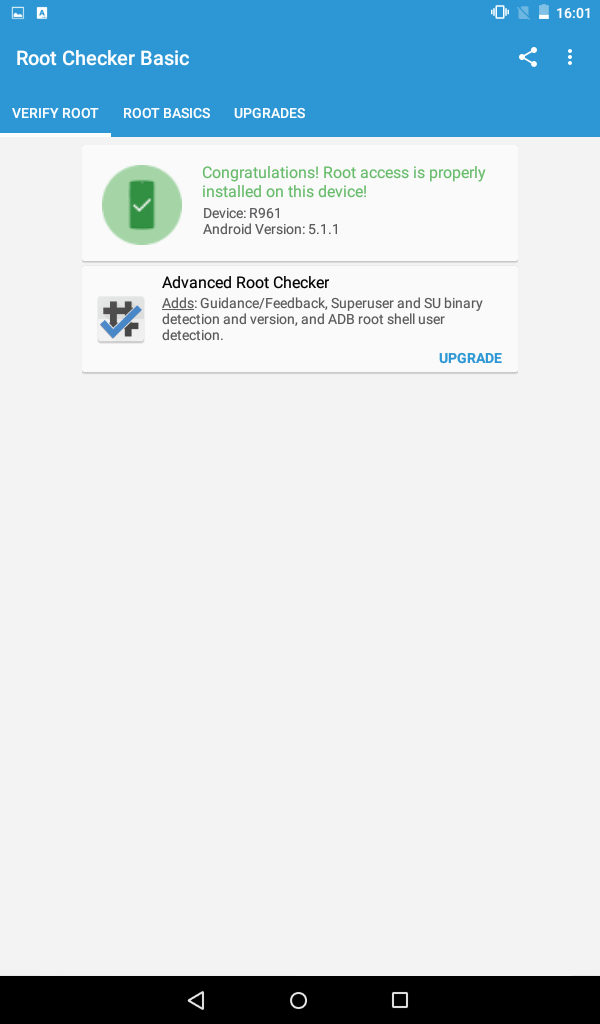 16:01
Root Checker Basic
VERIFY ROOT ROOT BASICS UPGRADES
Congratulations! Root access is properly
installed on this device!
Device: R961
Android Version: 5.1.1
Advanced Root Checker
Adds: Guidance/Feedback, Superuser and SU binary
detection and version, and ADB root shell user
detection.
UPGRADE